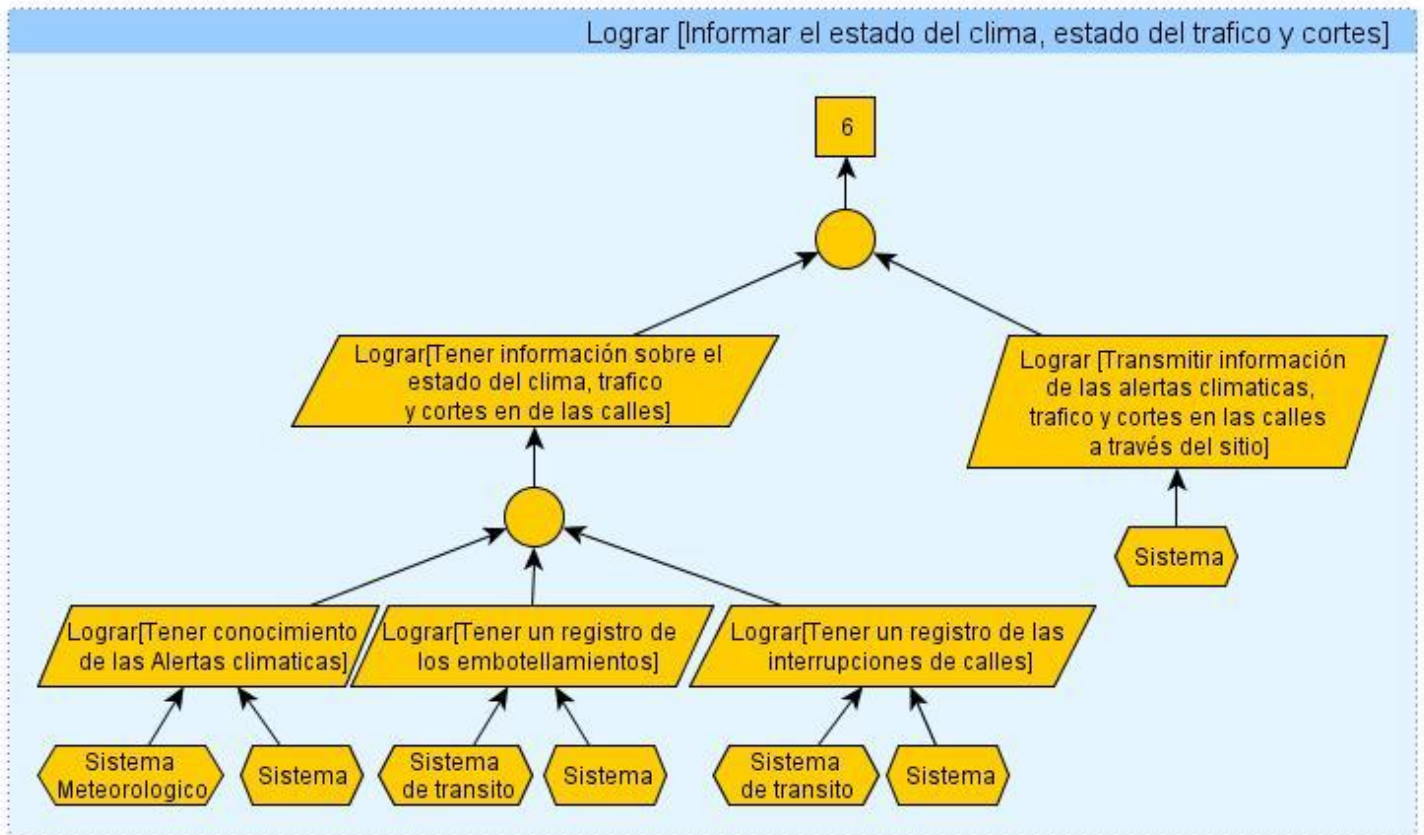 Lograr [Informar el estado del clima, estado del trafico y cortes]
6
Lograr[Tener información sobre el
estado del clima, trafico
y cortes en de las calles]
Lograr [Transmitir información
de las alertas climaticas,
trafico y cortes en las calles
a través del sitio]
Sistema
Lograr[Tener conocimiento
de las Alertas climaticas]
Lograr[Tener un registro de
los embotellamientos]
Lograr[Tener un registro de las
interrupciones de calles]
Sistema
Meteorologico
Sistema
Sistema
de transito
Sistema
Sistema
de transito
Sistema